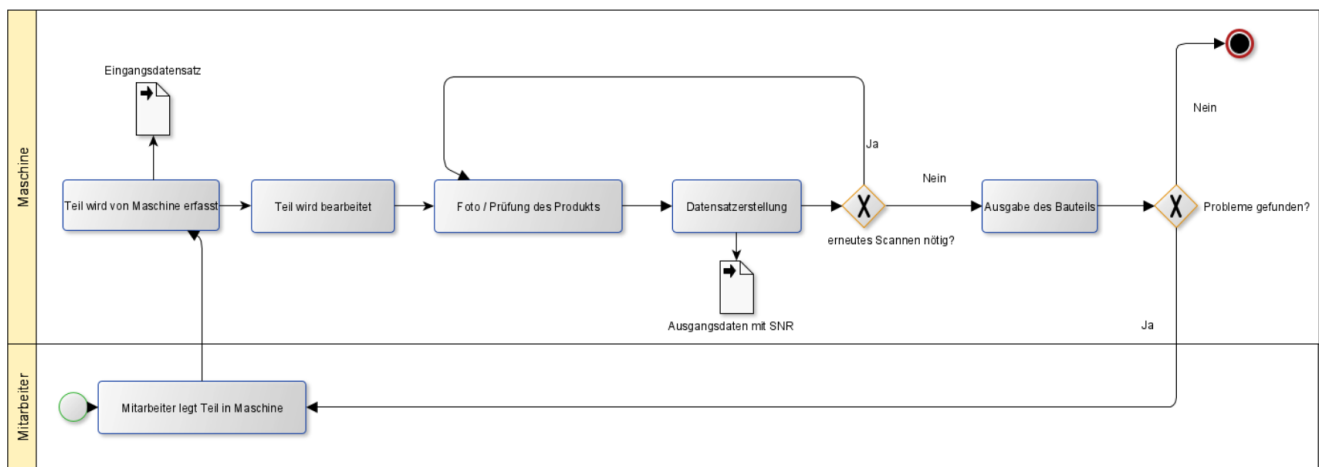 Maschine
Eingangsdatensatz
Teil wird von Maschine erfasst
Teil wird bearbeitet
Foto / Prüfung des Produkts
Datensatzerstellung
Ausgangsdaten mit SNR
Ja
erneutes Scannen nötig?
Nein
Ausgabe des Bauteils
Probleme gefunden?
Nein
Ja
Mitarbeiter
Mitarbeiter legt Teil in Maschine